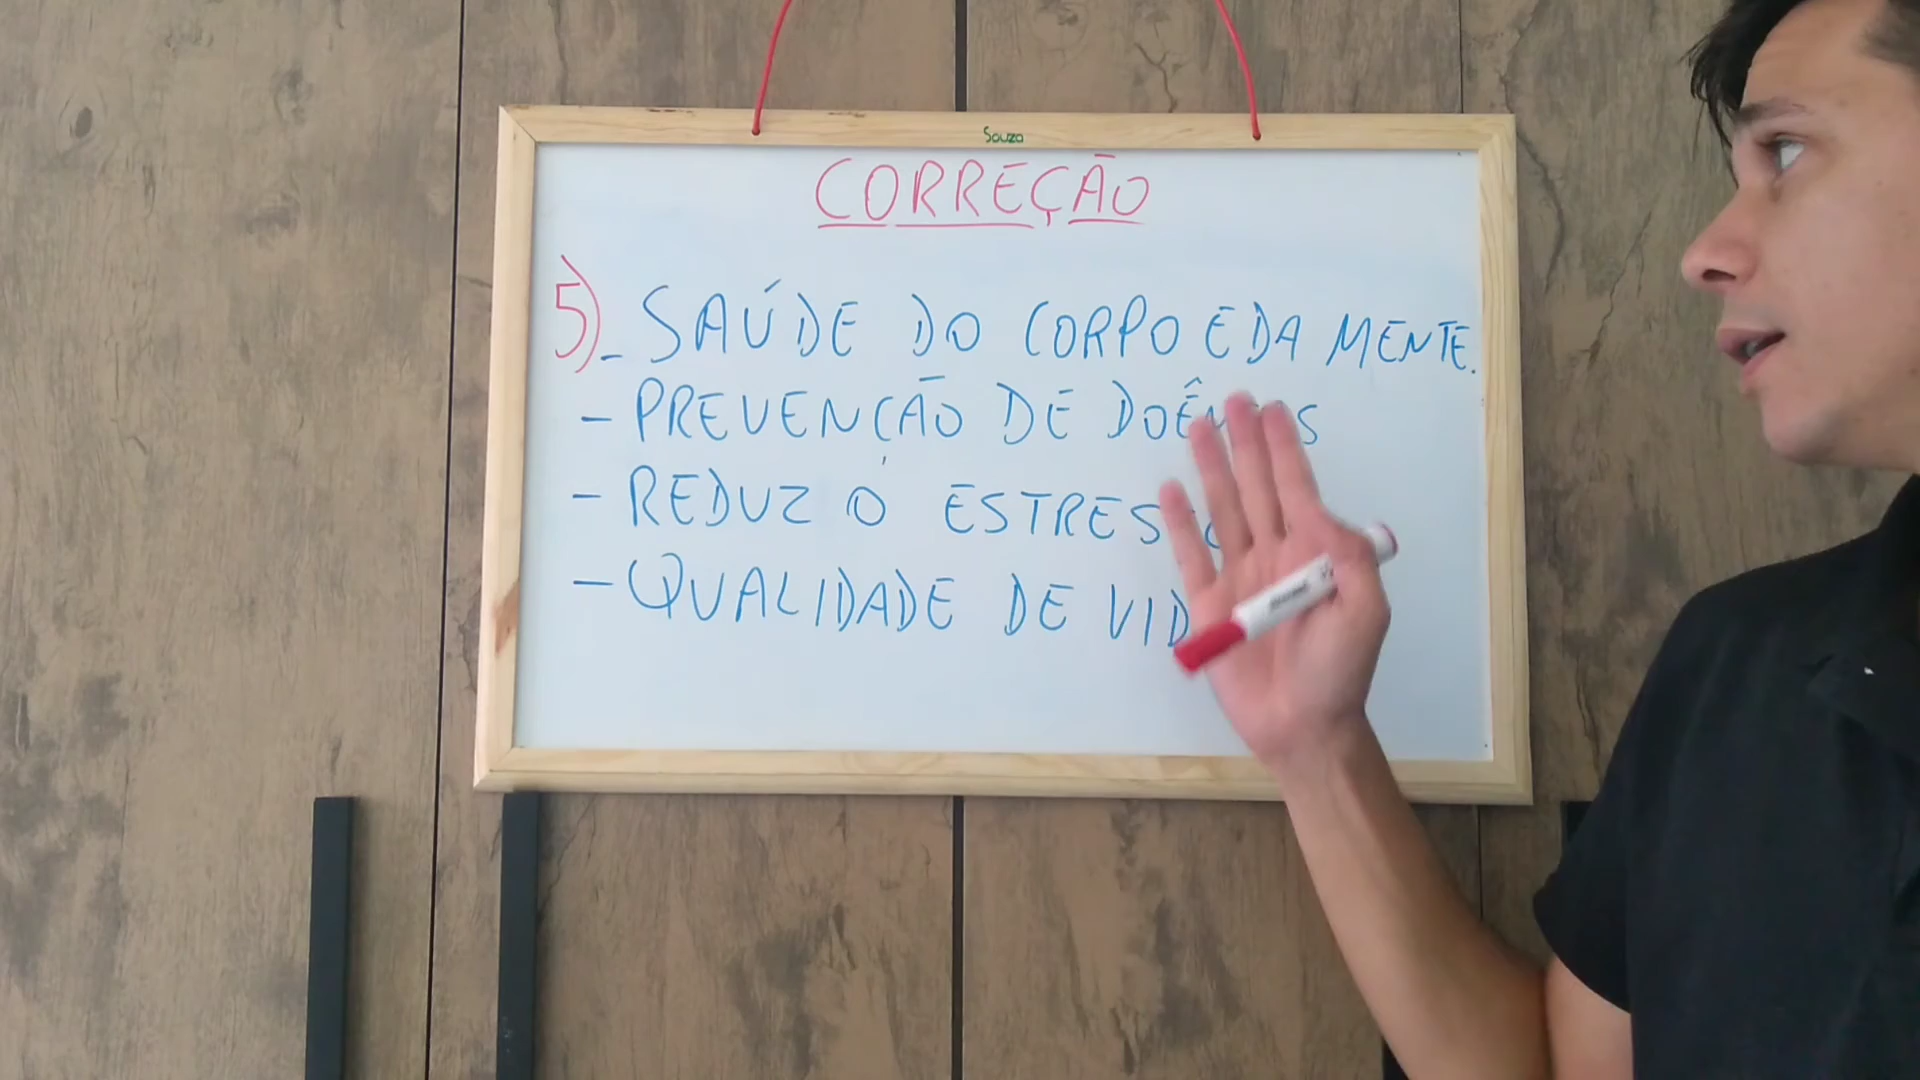 Souza
CORREÇÃO
5) - SAÚDE DO CORPO E DA MENTE.
- PREVENÇÃO DE
- REDUZ O
- QUALIDADE DE